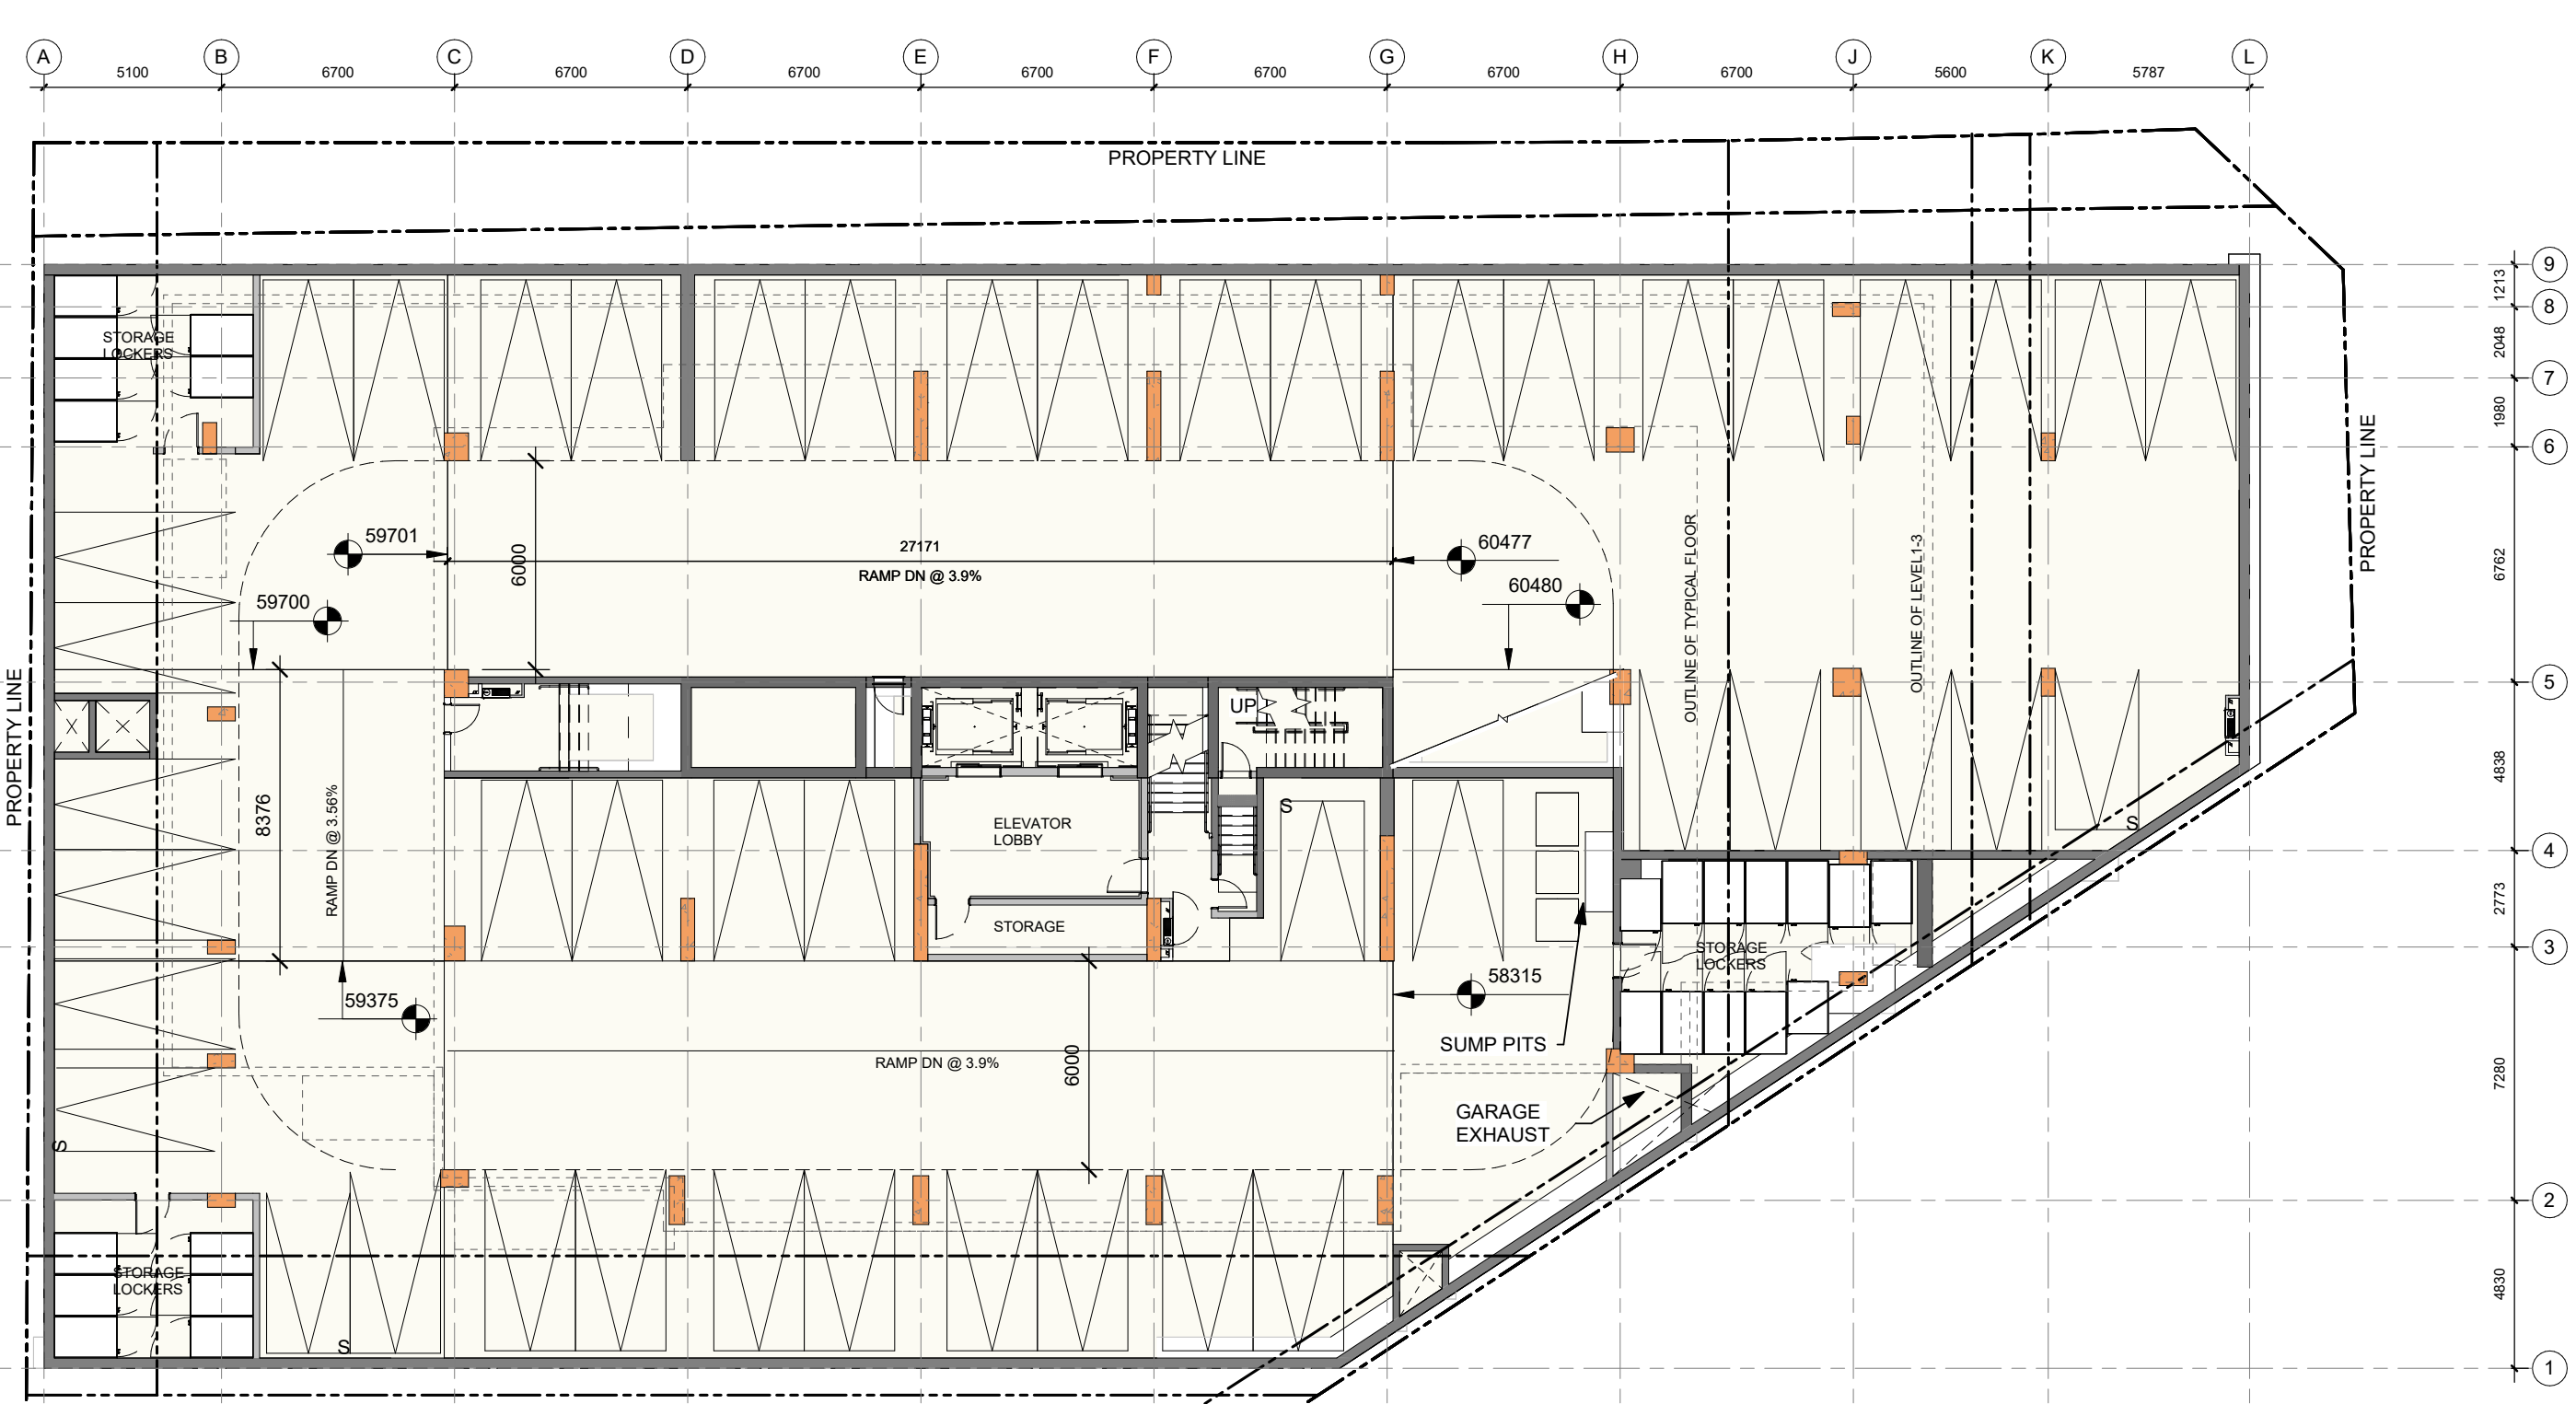 A B C D E F G H J K L
5100 6700 6700 6700 6700 6700 6700 6700 5600 5787
PROPERTY LINE
9
1213
8
2048
7
1980
6
6762
5
4838
4
2773
3
7280
2
4830
1
STORAGE
LOCKERS
PROPERTY LINE
59701
27171
RAMP DN @ 3.9%
6000
60477
60480
59700
OUTLINE OF TYPICAL FLOOR
OUTLINE OF LEVEL1-3
PROPERTY LINE
UP
8376
RAMP DN @ 3.56%
ELEVATOR
LOBBY
S
S
STORAGE
STORAGE
LOCKERS
59375
58315
SUMP PITS
RAMP DN @ 3.9%
6000
GARAGE
EXHAUST
S
STORAGE
LOCKERS
S